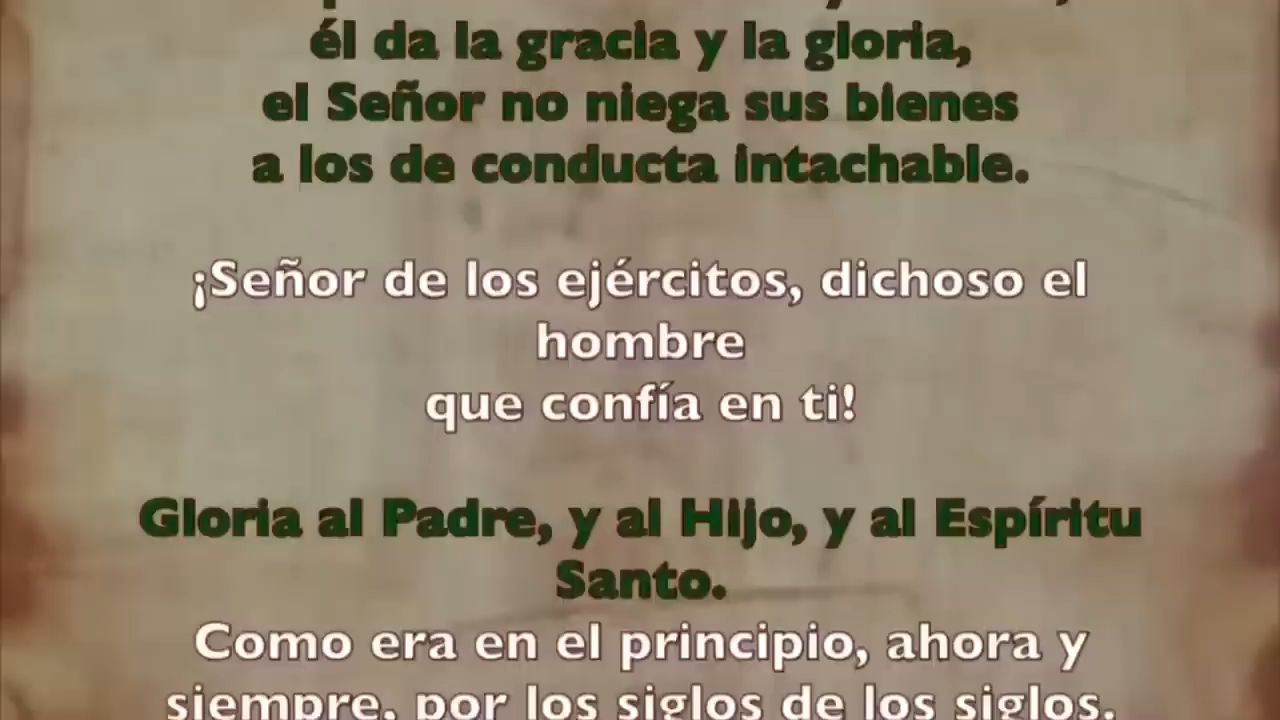 él da la gracia y la gloria,
el Señor no niega sus bienes
a los de conducta intachable.
¡Señor de los ejércitos, dichoso el
hombre
que confía en ti!
Gloria al Padre, y al Hijo, y al Espíritu
Santo.
Como era en el principio, ahora y
siempre, por los siglos de los siglos.